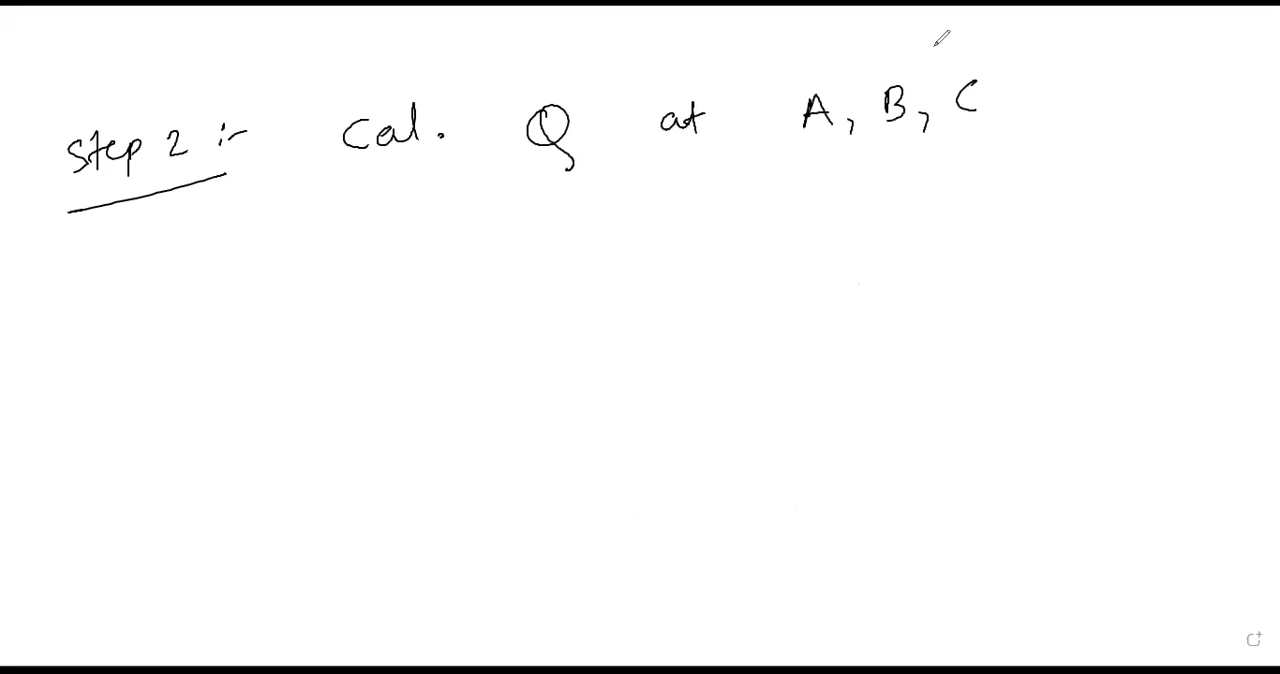 Step 2 :- Cal. Q at A, B, C